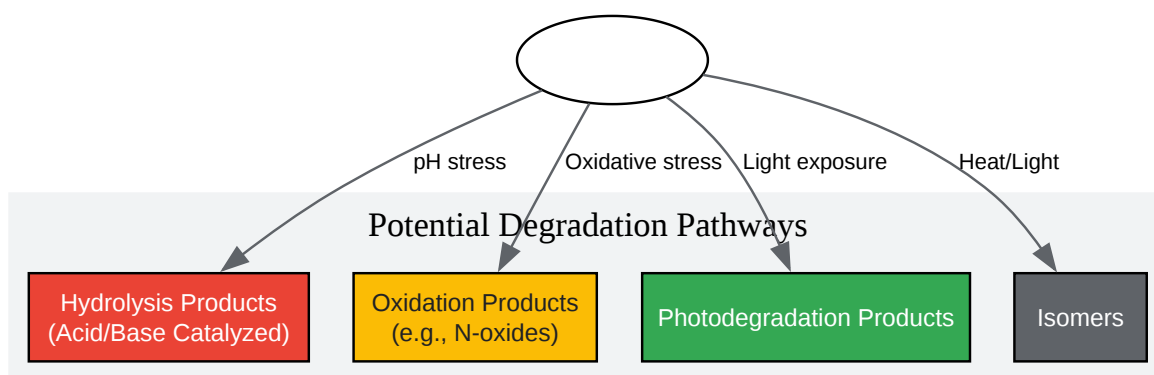 pH stress
Oxidative stress
Light exposure
Heat/Light
Potential Degradation Pathways
Hydrolysis Products
(Acid/Base Catalyzed)
Oxidation Products
(e.g., N-oxides)
Photodegradation Products
Isomers